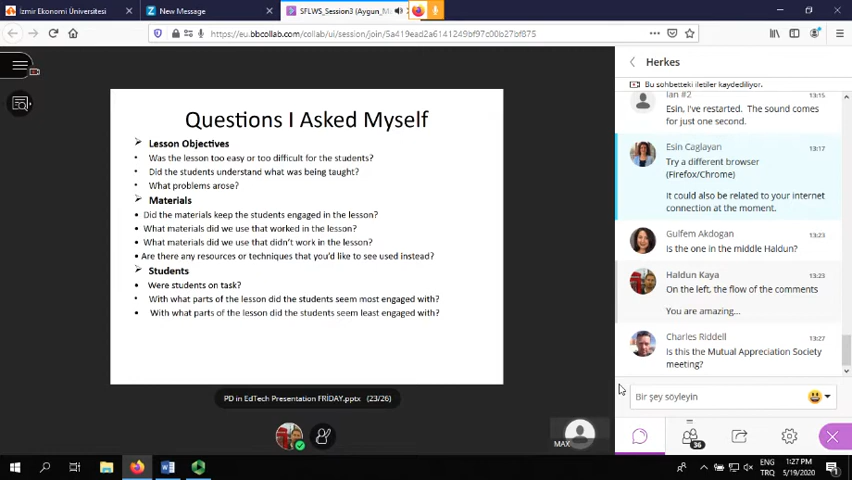 İzmir Ekonomi Üniversitesi
New Message
SFLWS_Session3 (Aygun_M
https://eu.bbcollab.com/collab/ui/session/join/5a419ead2a6141249bf97c00b27bf875
Questions I Asked Myself
Lesson Objectives
Was the lesson too easy or too difficult for the students?
Did the students understand what was being taught?
What problems arose?
Materials
Did the materials keep the students engaged in the lesson?
What materials did we use that worked in the lesson?
What materials did we use that didn't work in the lesson?
Are there any resources or techniques that you'd like to see used instead?
Students
Were students on task?
With what parts of the lesson did the students seem most engaged with?
With what parts of the lesson did the students seem least engaged with?
PD in EdTech Presentation FRİDAY.pptx (23/26)
MAX
Herkes
Bu sohbetteki iletiler kaydediliyor.
Ian #2 13:15
Esin, I've restarted. The sound comes
for just one second.
Esin Caglayan 13:17
Try a different browser
(Firefox/Chrome)
It could also be related to your internet
connection at the moment.
Gulfem Akdogan 13:23
Is the one in the middle Haldun?
Haldun Kaya 13:23
On the left, the flow of the comments
You are amazing...
Charles Riddell 13:27
Is this the Mutual Appreciation Society
meeting?
Bir şey söyleyin
36
ENG
TRQ
1:27 PM
5/19/2020